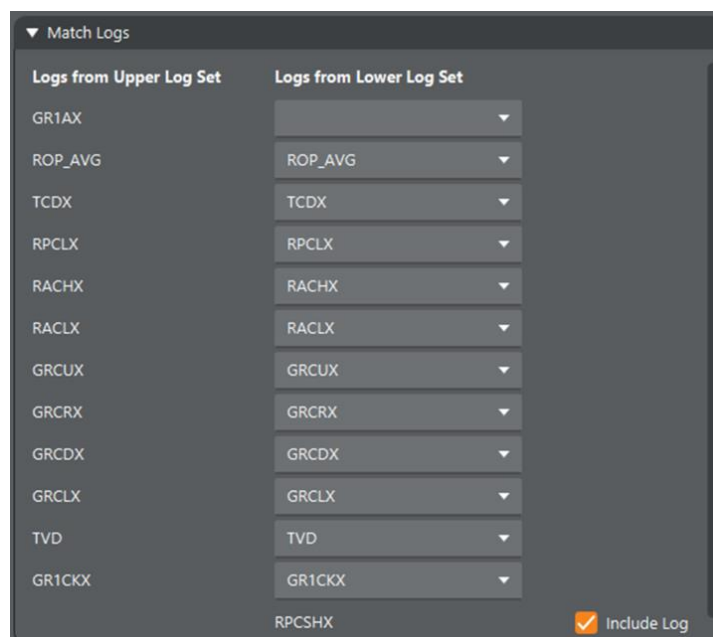 Match Logs
Logs from Upper Log Set Logs from Lower Log Set
GR1AX
ROP_AVG ROP_AVG
TCDX TCDX
RPCLX RPCLX
RACHX RACHX
RACLX RACLX
GRCUX GRCUX
GRCRX GRCRX
GRCDX GRCDX
GRCLX GRCLX
TVD TVD
GR1CKX GR1CKX
RPCSHX Include Log